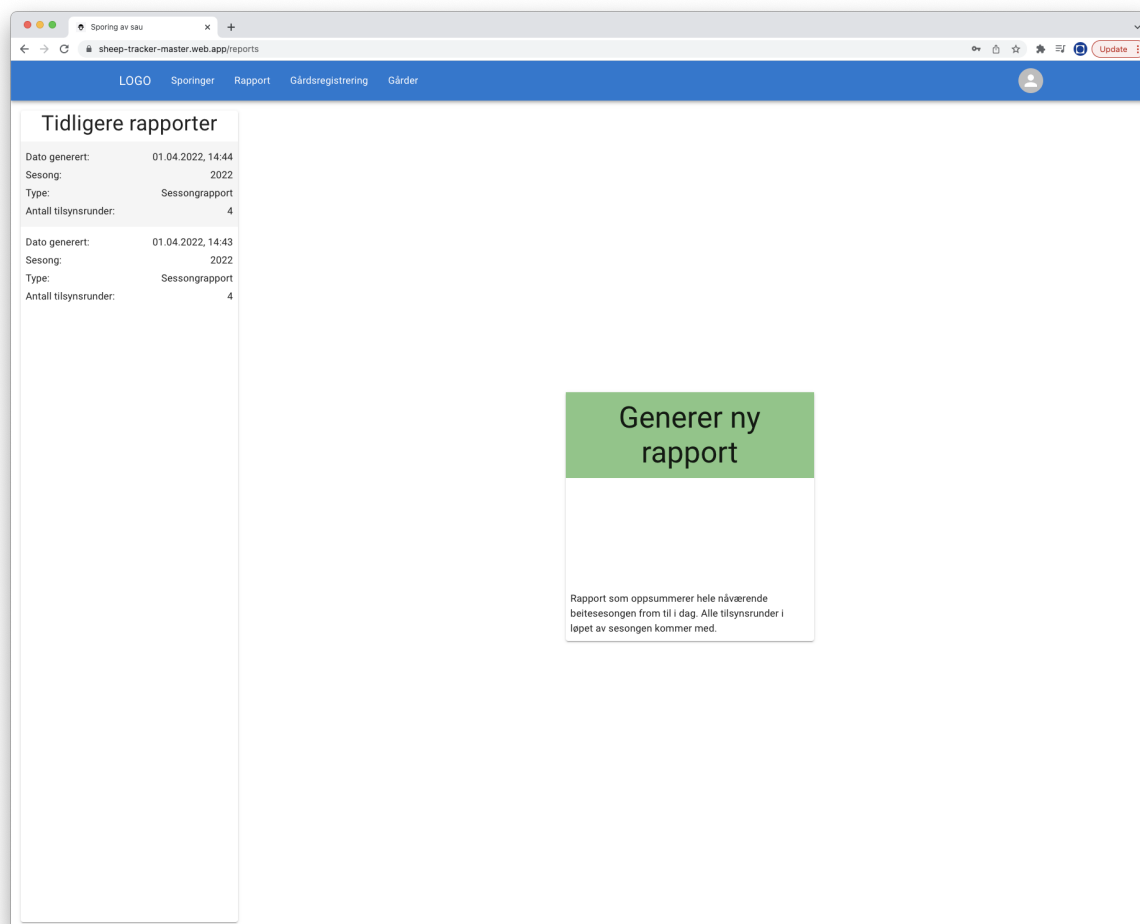 Sporing av sau
sheep-tracker-master.web.app/reports
Update
LOGO Sporinger Rapport Gårdsregistrering Gårder
Tidligere rapporter
Dato generert: 01.04.2022, 14:44
Sesong: 2022
Type: Sessongrapport
Antall tilsynsrunder: 4
Dato generert: 01.04.2022, 14:43
Sesong: 2022
Type: Sessongrapport
Antall tilsynsrunder: 4
Generer ny
rapport
Rapport som oppsummerer hele nåværende
beitesesongen from til i dag. Alle tilsynsrunder i
løpet av sesongen kommer med.